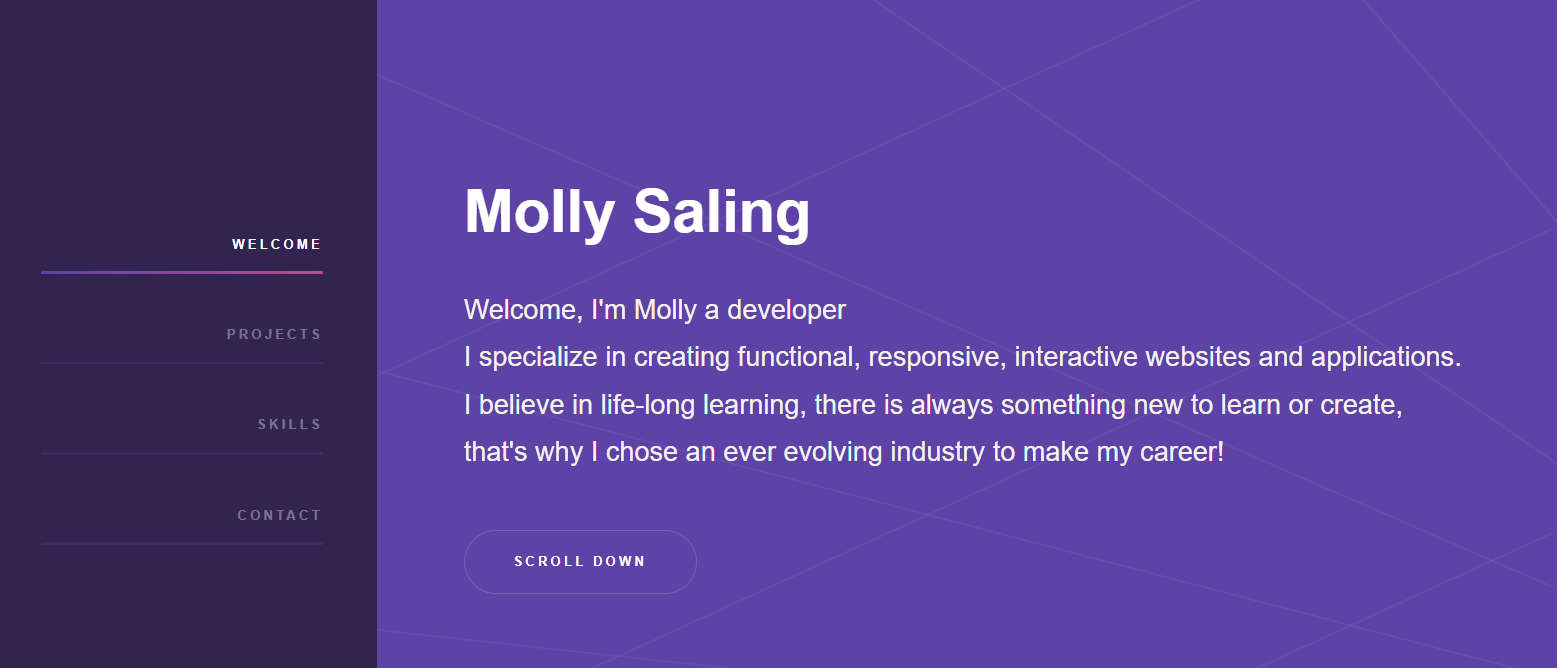 WELCOME
PROJECTS
SKILLS
CONTACT
Molly Saling
Welcome, I'm Molly a developer
I specialize in creating functional, responsive, interactive websites and applications.
I believe in life-long learning, there is always something new to learn or create,
that's why I chose an ever evolving industry to make my career!
SCROLL DOWN